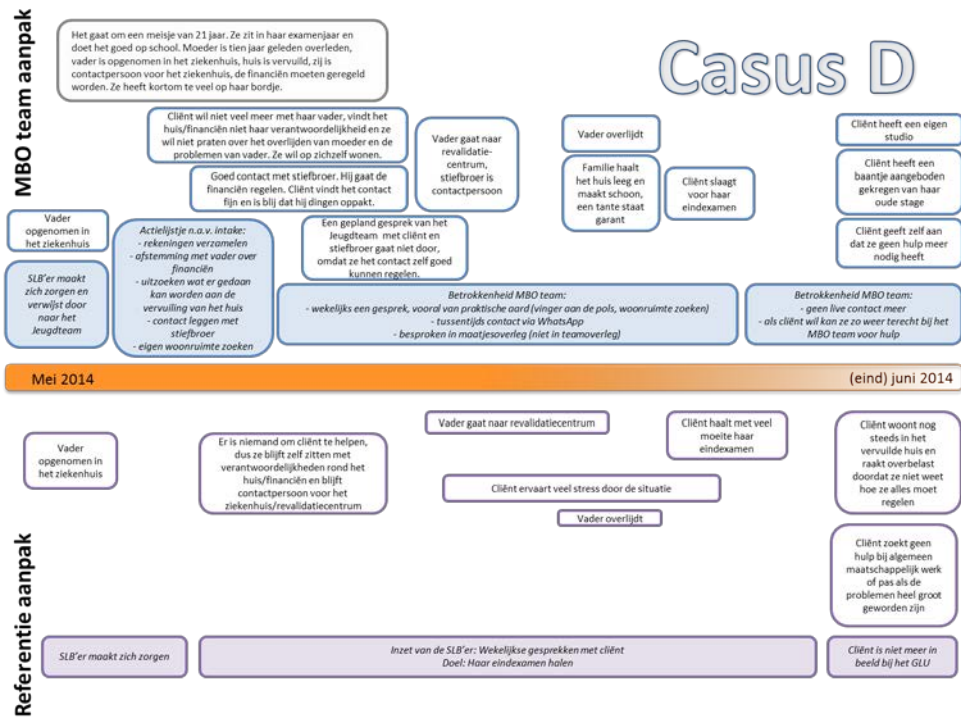 MBO team aanpak
Casus D
Het gaat om een meisje van 21 jaar. Ze zit in haar examenjaar en
doet het goed op school. Moeder is tien jaar geleden overleden,
vader is opgenomen in het ziekenhuis, huis is vervuild, zij is
contactpersoon voor het ziekenhuis, de financiën moeten geregeld
worden. Ze heeft kortom te veel op haar bordje.
Cliënt wil niet veel meer met haar vader, vindt het
huis/financiën niet haar verantwoordelijkheid en ze
wil niet praten over het overlijden van moeder en de
problemen van vader. Ze wil op zichzelf wonen.
Goed contact met stiefbroer. Hij gaat de
financiën regelen. Cliënt vindt het contact
fijn en is blij dat hij dingen oppakt.
Vader gaat naar
revalidatie-
centrum,
stiefbroer is
contactpersoon
Vader overlijdt
Familie haalt
het huis leeg en
maakt schoon,
een tante staat
garant
Cliënt slaagt
voor haar
eindexamen
Cliënt heeft een eigen
studio
Cliënt heeft een
baantje aangeboden
gekregen van haar
oude stage
Cliënt geeft zelf aan
dat ze geen hulp meer
nodig heeft
Vader
opgenomen in
het ziekenhuis
SLB'er maakt
zich zorgen en
verwijst door
naar het
Jeugdteam
Actielijstje n.a.v. intake:
- rekeningen verzamelen
- afstemming met vader over
financiën
- uitzoeken wat er gedaan
kan worden aan de
vervuiling van het huis
- contact leggen met
stiefbroer
- eigen woonruimte zoeken
Een gepland gesprek van het
Jeugdteam met cliënt en
stiefbroer gaat niet door,
omdat ze het contact zelf goed
kunnen regelen.
Betrokkenheid MBO team:
- wekelijks een gesprek, vooral van praktische aard (vinger aan de pols, woonruimte zoeken)
- tussentijds contact via WhatsApp
- besproken in maatjesoverleg (niet in teamoverleg)
Betrokkenheid MBO team:
- geen live contact meer
- als cliënt wil kan ze zo weer terecht bij het
MBO team voor hulp
Mei 2014
(eind) juni 2014
Referentie aanpak
Vader
opgenomen in
het ziekenhuis
Er is niemand om cliënt te helpen,
dus ze blijft zelf zitten met
verantwoordelijkheden rond het
huis/financiën en blijft
contactpersoon voor het
ziekenhuis/revalidatiecentrum
Vader gaat naar revalidatiecentrum
Cliënt haalt met veel
moeite haar
eindexamen
Cliënt ervaart veel stress door de situatie
Vader overlijdt
Cliënt woont nog
steeds in het
vervuilde huis en
raakt overbelast
doordat ze niet weet
hoe ze alles moet
regelen
Cliënt zoekt geen
hulp bij algemeen
maatschappelijk werk
of pas als de
problemen heel groot
geworden zijn
SLB'er maakt zich zorgen
Inzet van de SLB'er: Wekelijkse gesprekken met cliënt
Doel: Haar eindexamen halen
Cliënt is niet meer in
beeld bij het GLU